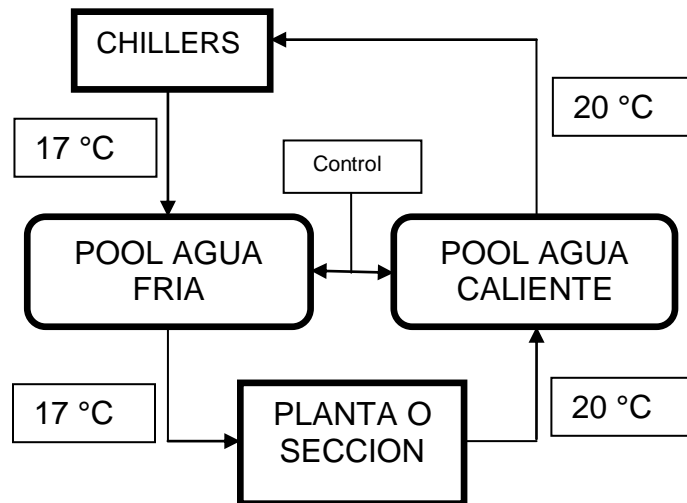 CHILLERS
17 °C
20 °C
Control
POOL AGUA
FRIA
POOL AGUA
CALIENTE
17 °C
PLANTA O
SECCION
20 °C